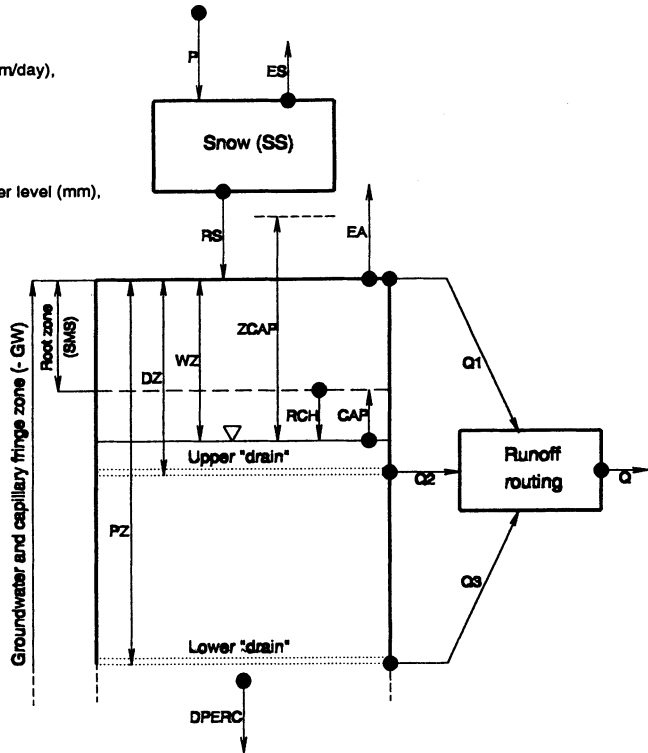 P
m/day),
ES
Snow (SS)
er level (mm),
RS
EA
Groundwater and capillary fringe zone (- GW)
Root zone
(SMS)
ZCAP
WZ
DZ
Q1
RCH
CAP
Upper "drain"
Runoff
routing
Q2
Q
PZ
Q3
Lower "drain"
DPERC